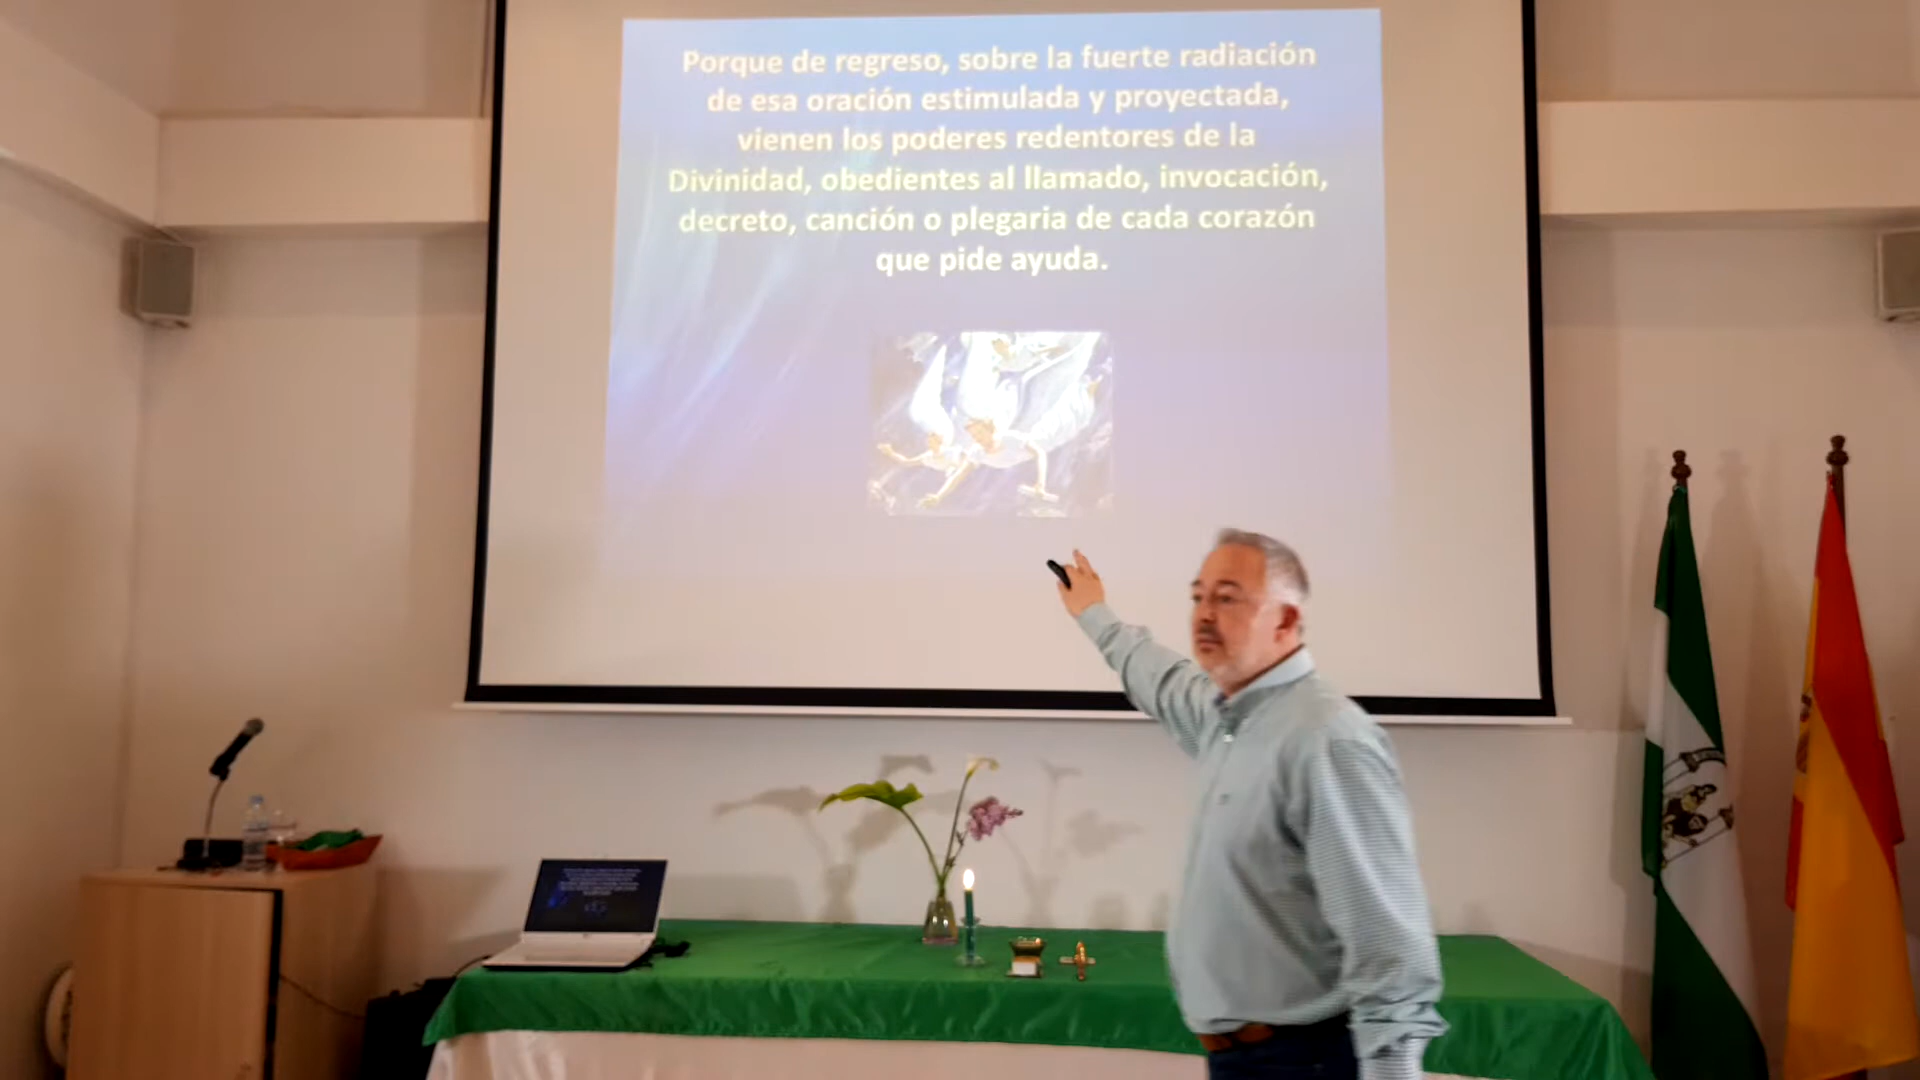 Porque de regreso, sobre la fuerte radiación
de esa oración estimulada y proyectada,
vienen los poderes redentores de la
Divinidad, obedientes al llamado, invocación,
decreto, canción o plegaria de cada corazón
que pide ayuda.